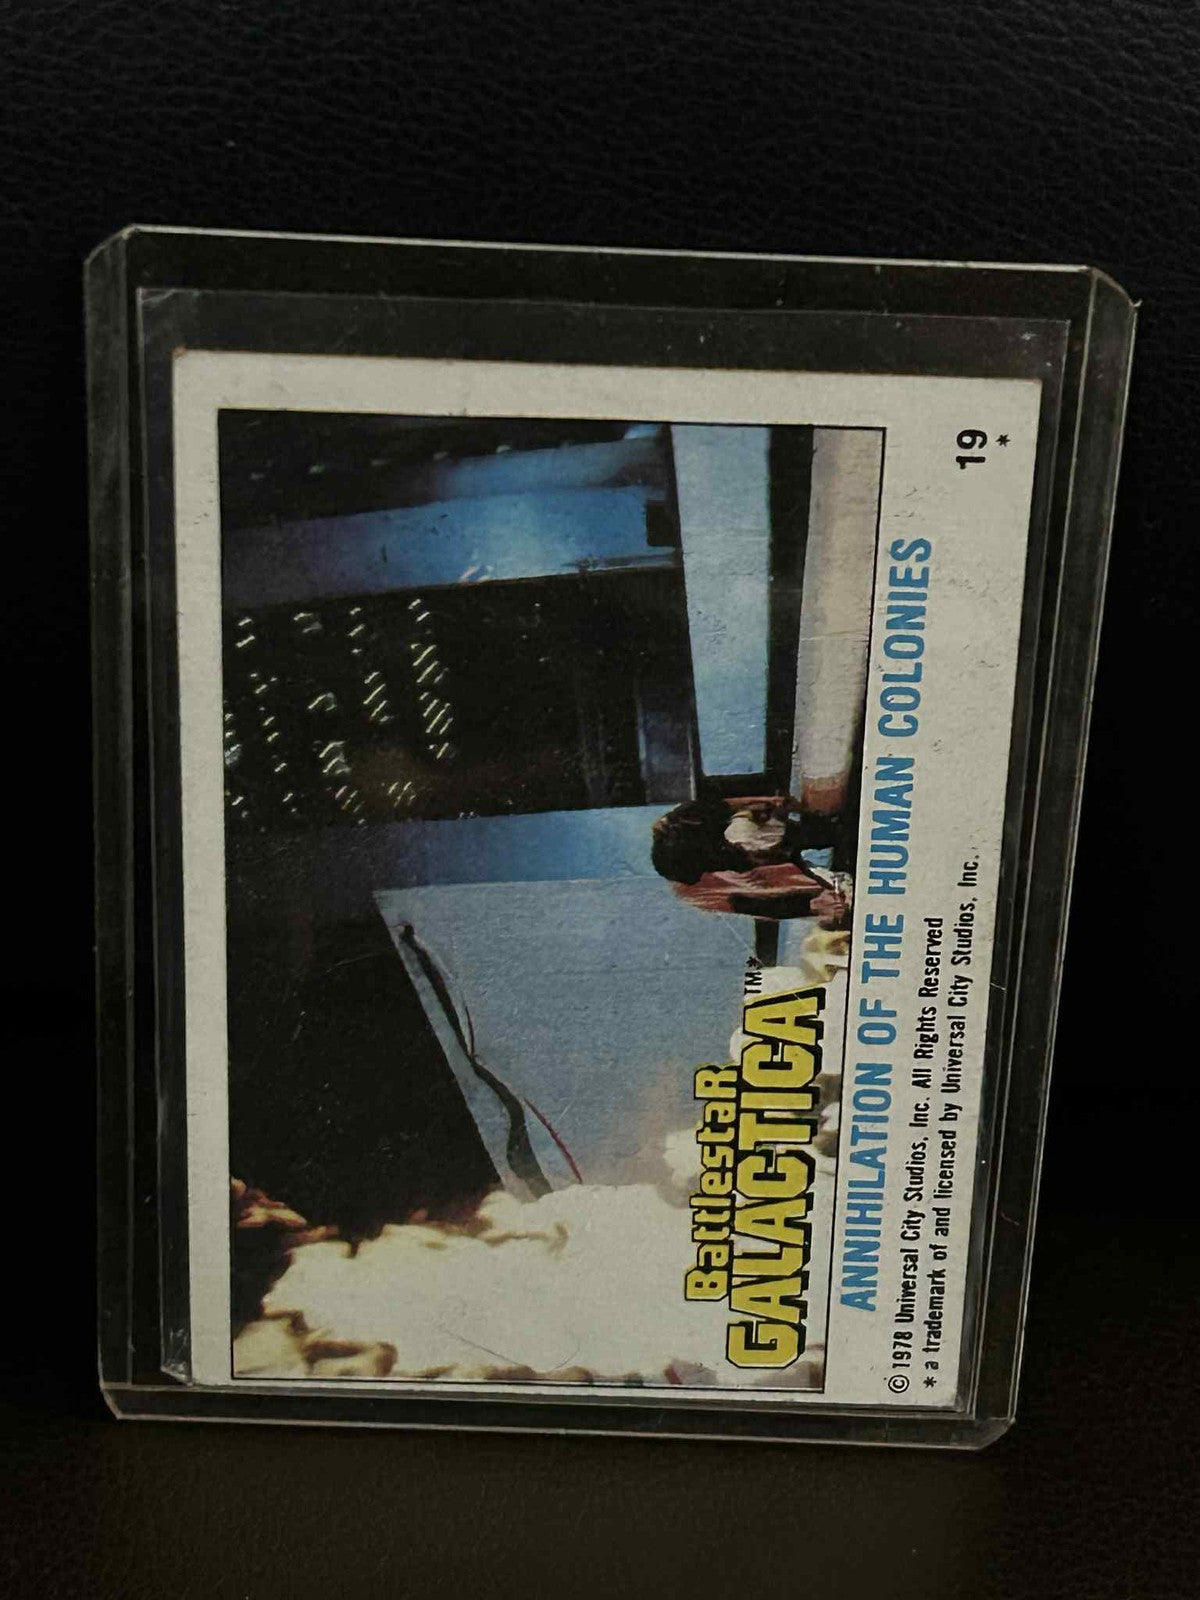 BattlestaR
GALACTICA™*
ANNIHILATION OF THE HUMAN COLONIES
© 1978 Universal City Studios, Inc. All Rights Reserved
* a trademark of and licensed by Universal City Studios, Inc.
19
*